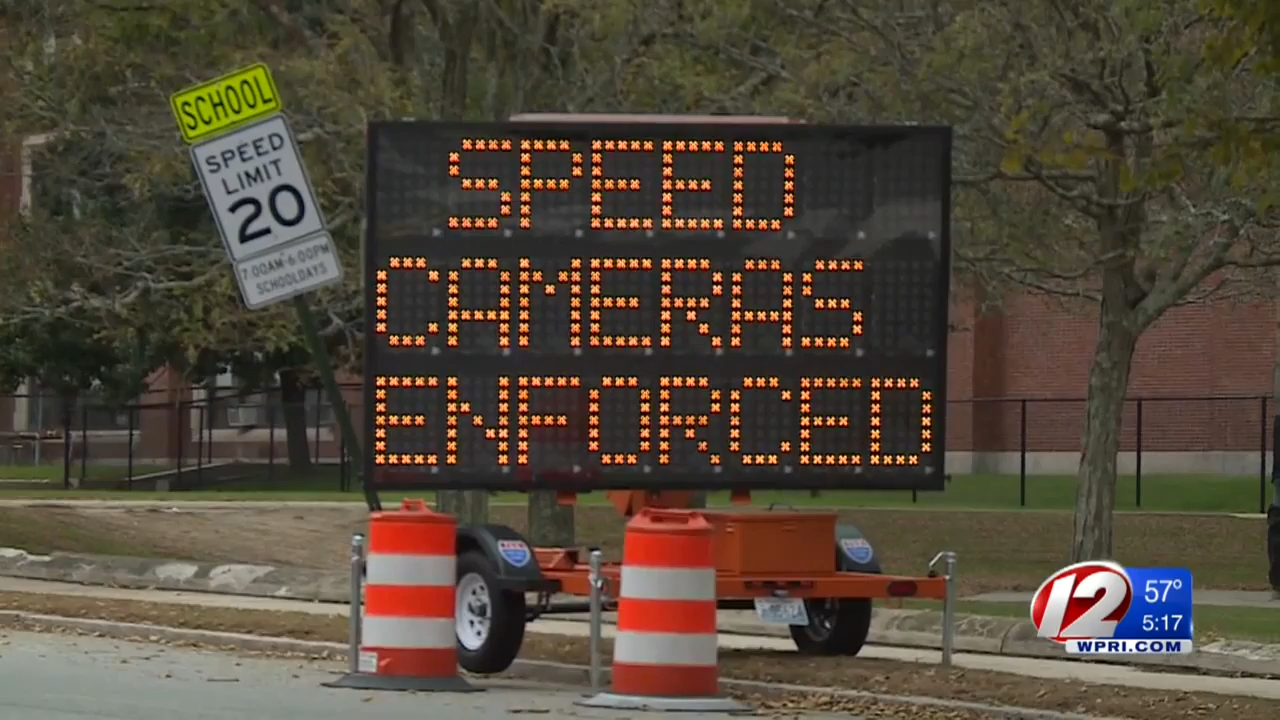 SCHOOL
SPEED
LIMIT
20
7:00AM-6:00PM
SCHOOLDAYS
SPEED
CAMERAS
ENFORCED
12
57°
5:17
WPRI.COM